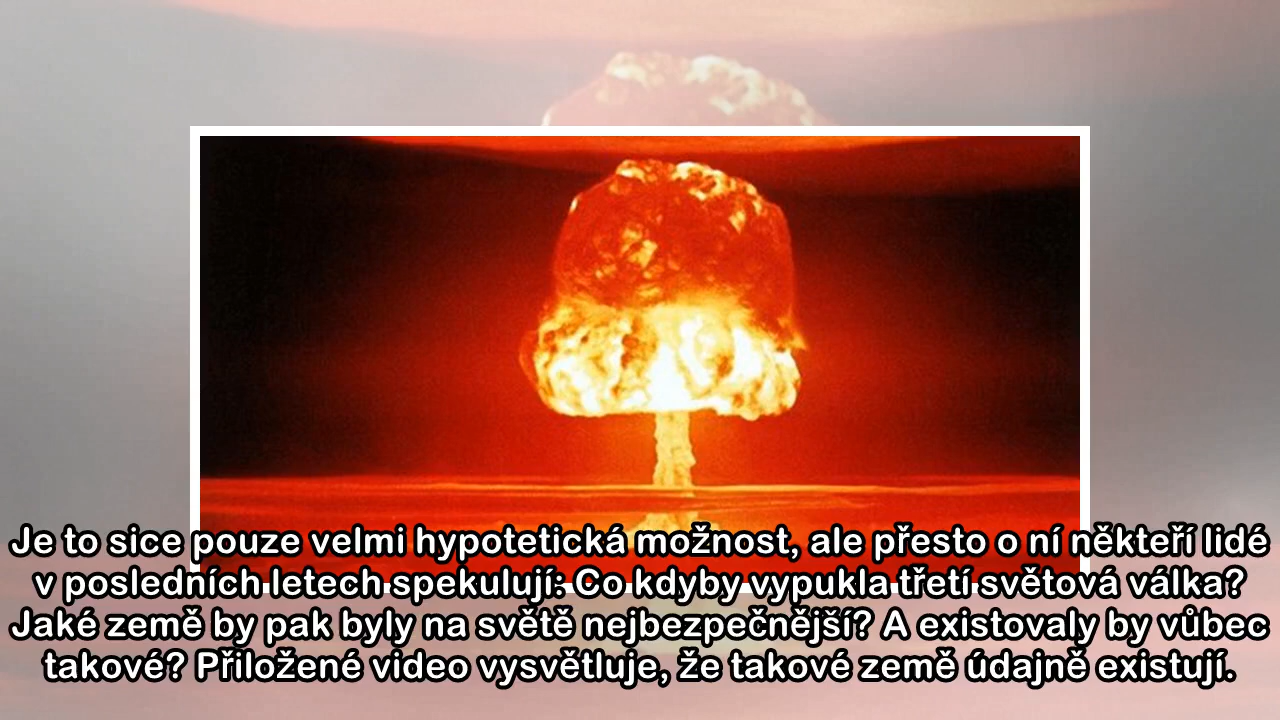 Je to sice pouze velmi hypotetická možnost, ale přesto o ní někteří lidé
v posledních letech spekulují: Co kdyby vypukla třetí světová válka?
Jaké země by pak byly na světě nejbezpečnější? A existovaly by vůbec
takové? Přiložené video vysvětluje, že takové země údajně existují.